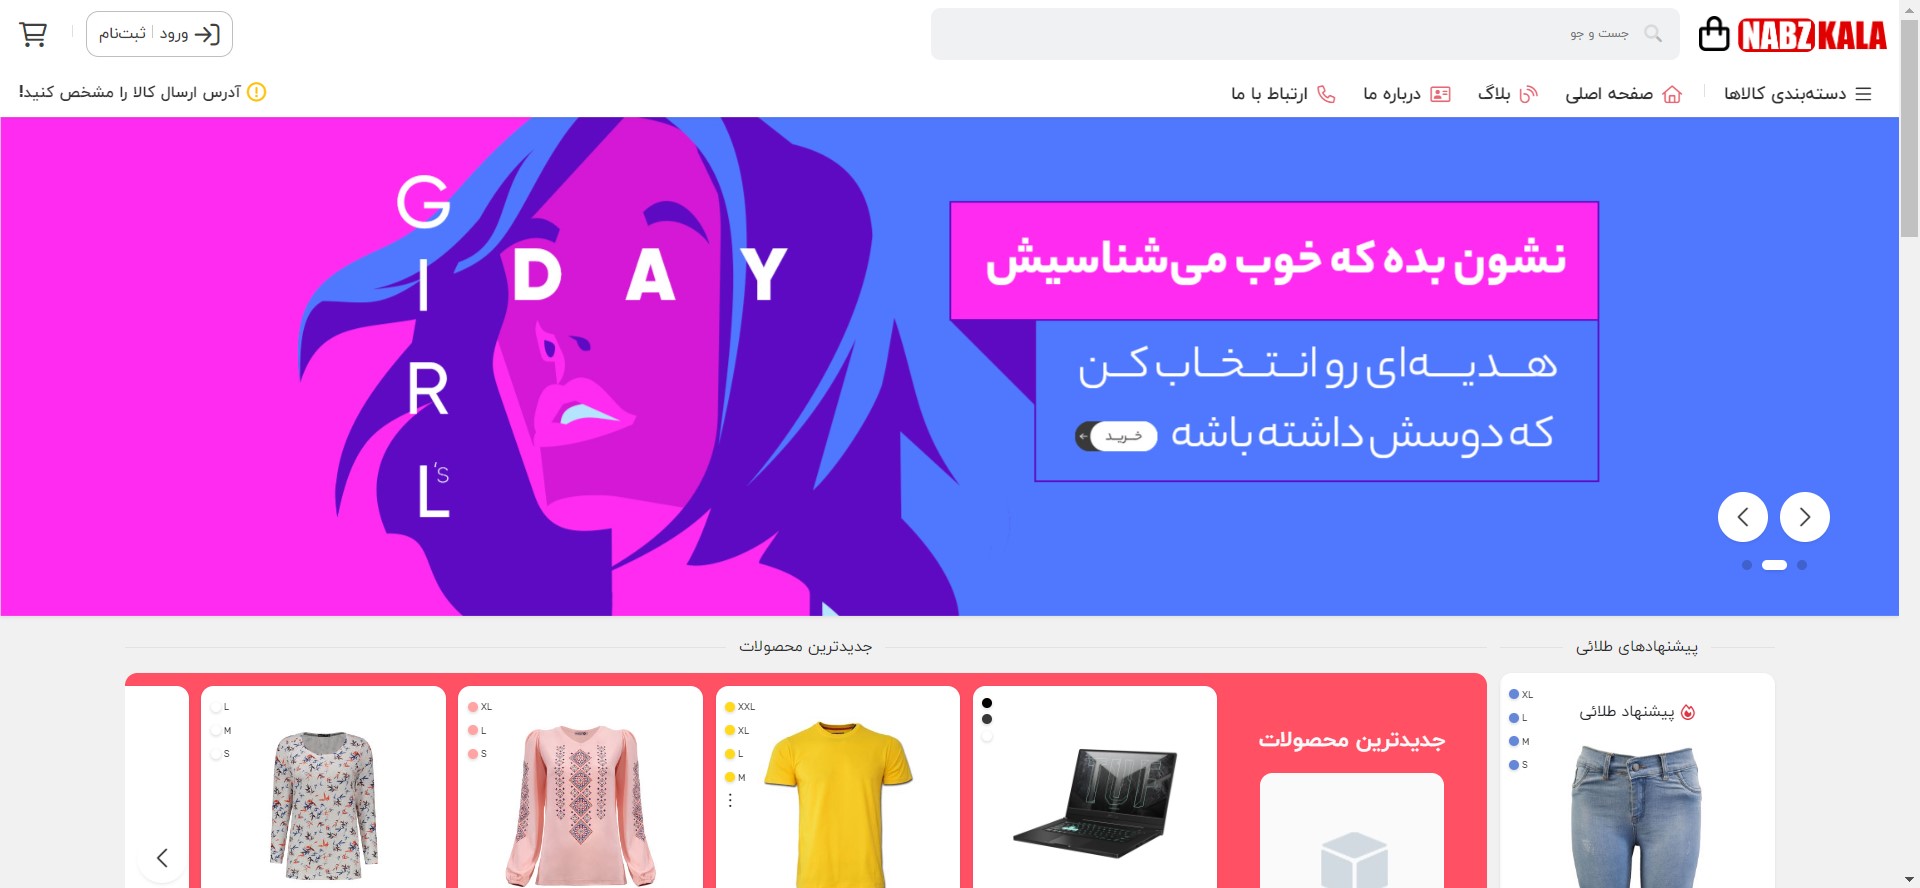 NABZKALA
جست و جو
ورود | ثبت‌نام
دسته‌بندی کالاها
صفحه اصلی
بلاگ
درباره ما
ارتباط با ما
آدرس ارسال کالا را مشخص کنید!
GIRL'S
DAY
نشون بده که خوب می‌شناسیش
هدیه‌ای رو انتخاب کن
که دوسش داشته باشه
خرید
پیشنهادهای طلائی
جدیدترین محصولات
پیشنهاد طلائی
XL
L
M
S
جدیدترین محصولات
TUF
XXL
XL
L
M
XL
L
S
L
M
S